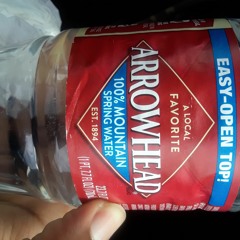 EASY-OPEN TOP!
A LOCAL
FAVORITE
ARROWHEAD
100% MOUNTAIN
SPRING WATER
EST. 1894